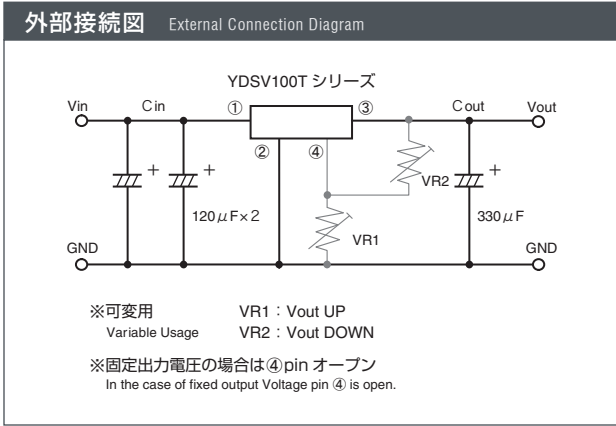 外部接続図 External Connection Diagram
YDSV100T シリーズ
Vin Cin ① ③ Cout Vout
② ④
+ + VR2 +
120μF×2 VR1 330μF
GND GND
※可変用 VR1：Vout UP
Variable Usage VR2：Vout DOWN
※固定出力電圧の場合は④pin オープン
In the case of fixed output Voltage pin ④ is open.